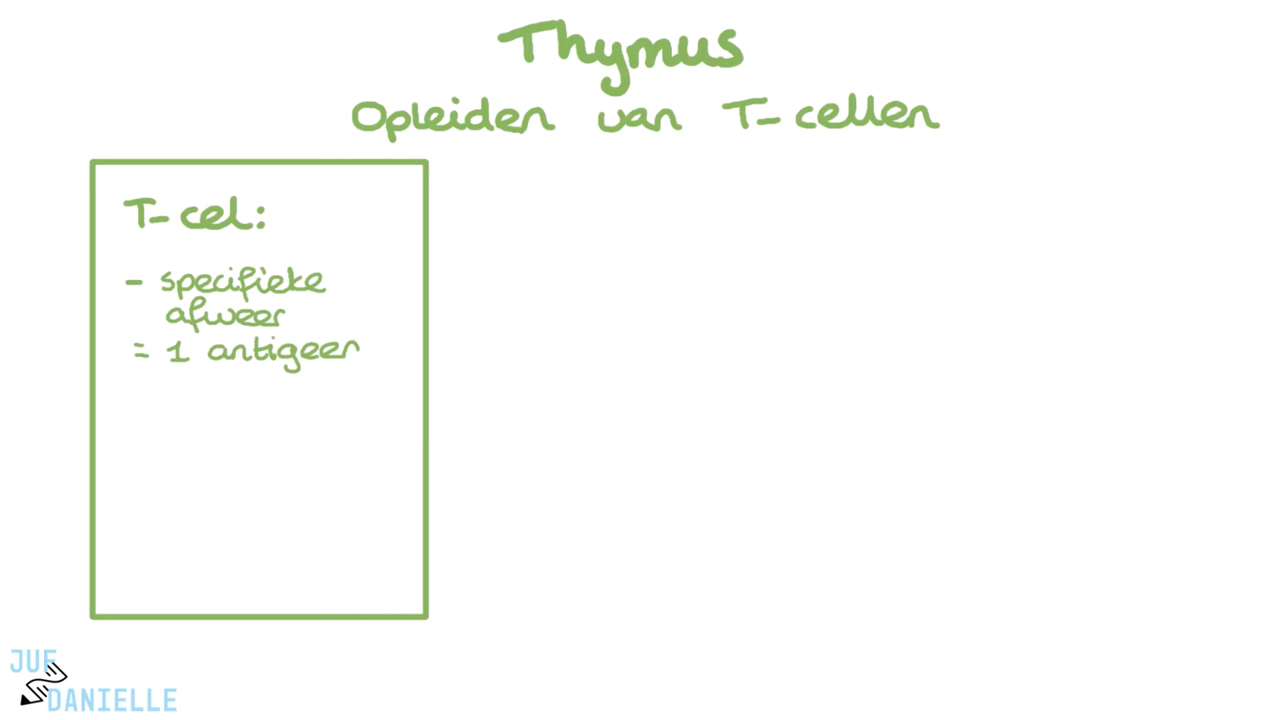 Thymus
Opleiden van T-cellen
T-cel:
- specifieke
afweer
= 1 antigeen
JUF
DANIELLE